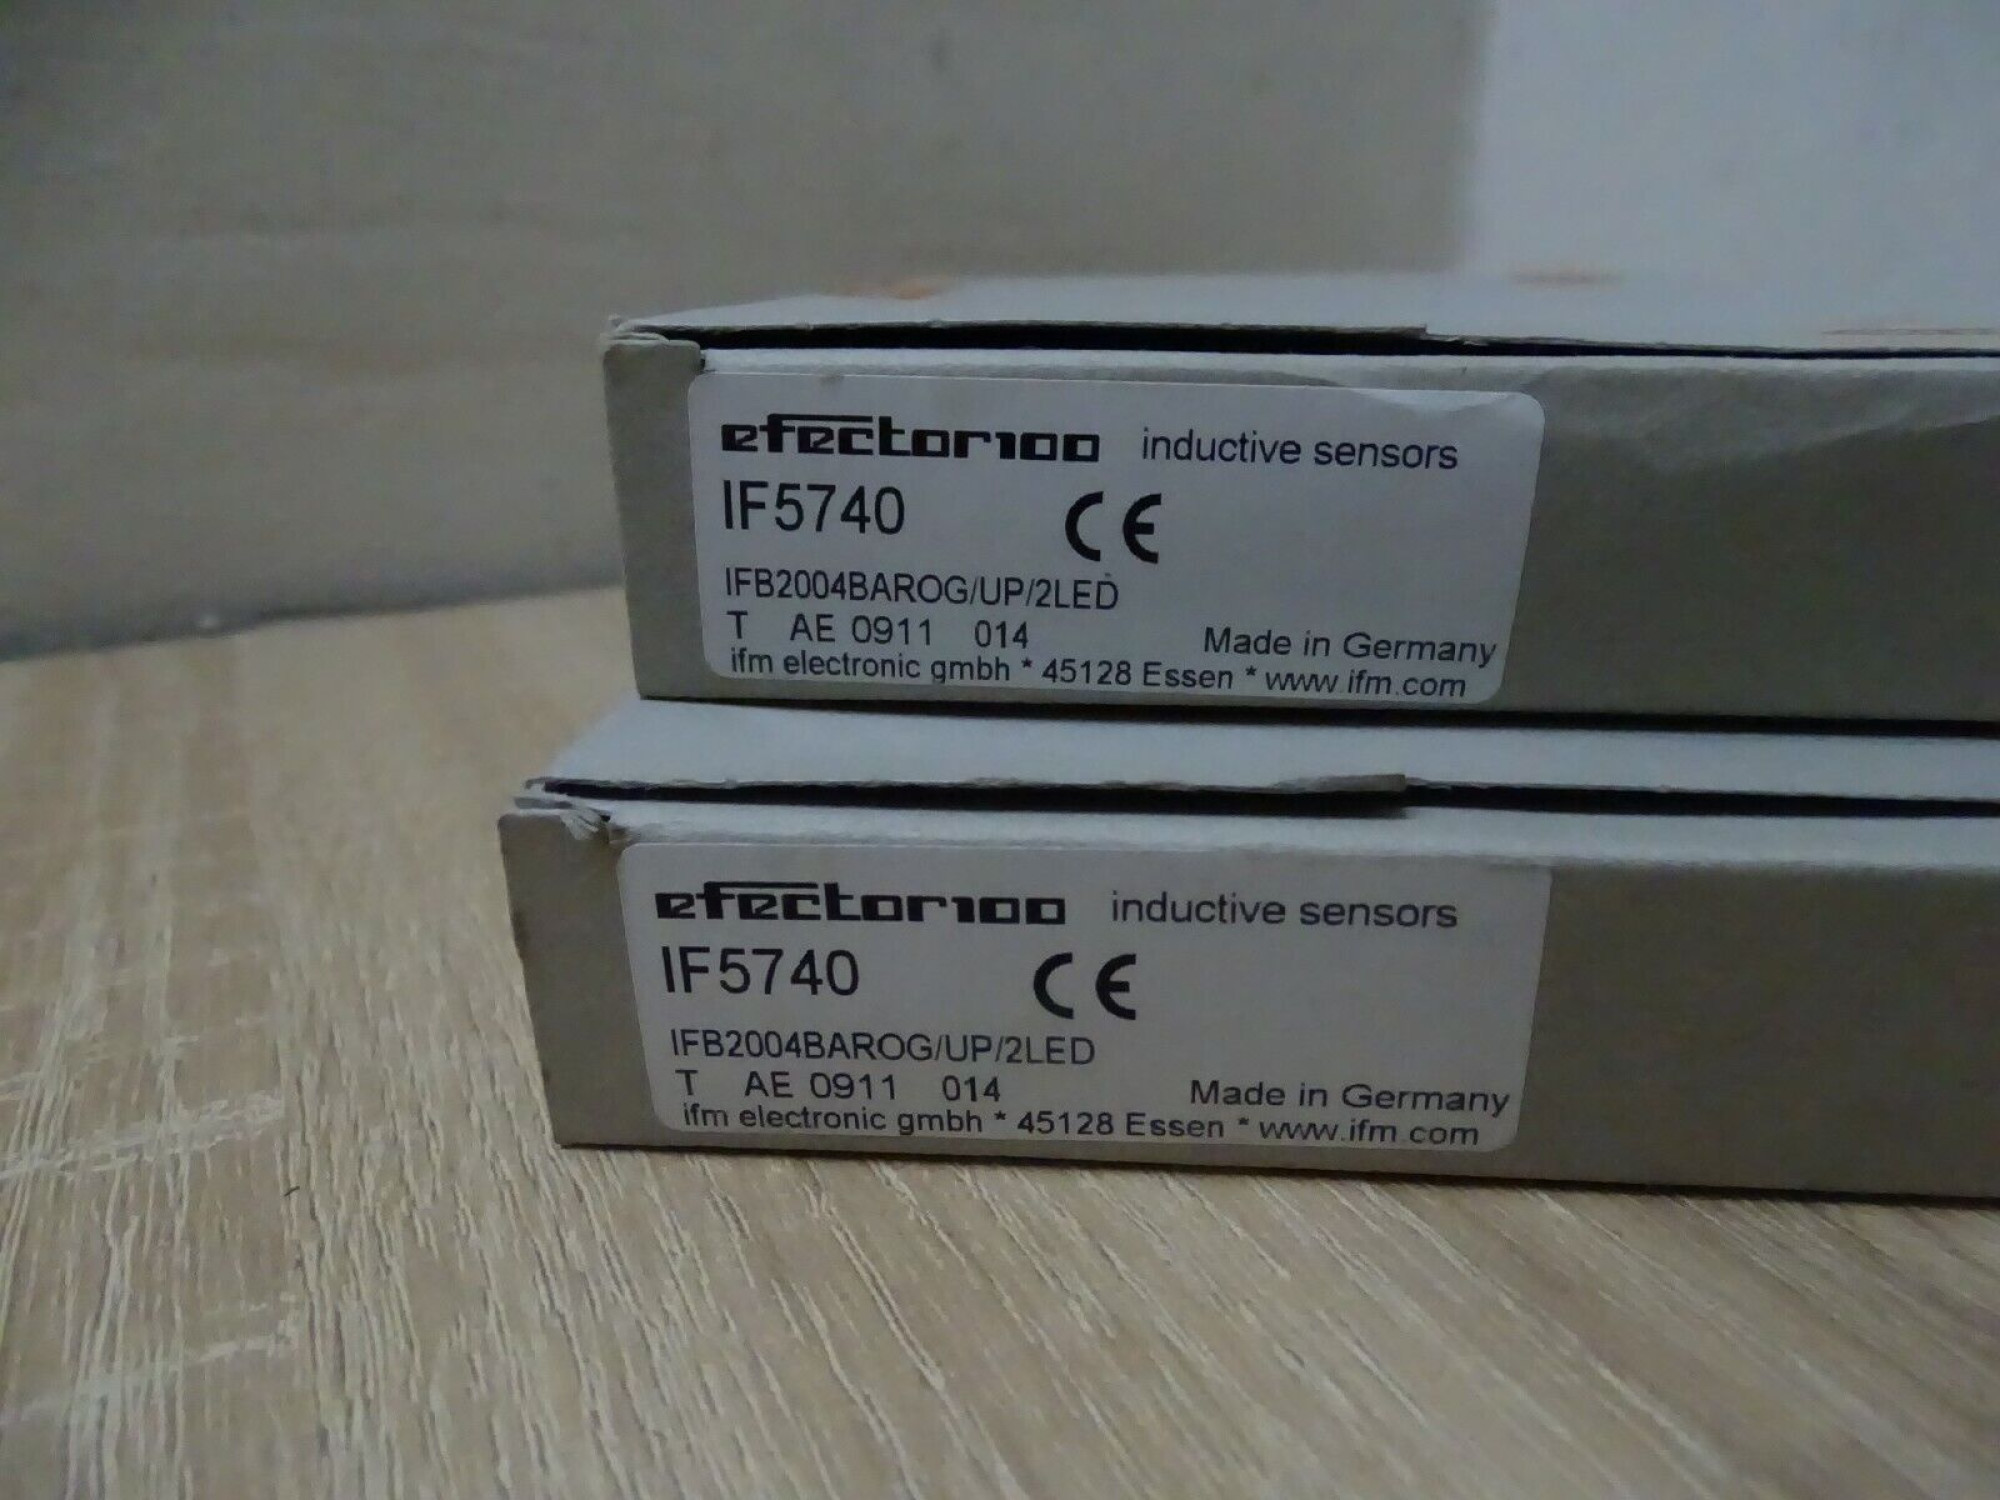 efector100 inductive sensors
IF5740 CE
IFB2004BAROG/UP/2LED
T AE 0911 014 Made in Germany
ifm electronic gmbh * 45128 Essen * www.ifm.com
efector100 inductive sensors
IF5740 CE
IFB2004BAROG/UP/2LED
T AE 0911 014 Made in Germany
ifm electronic gmbh * 45128 Essen * www.ifm.com